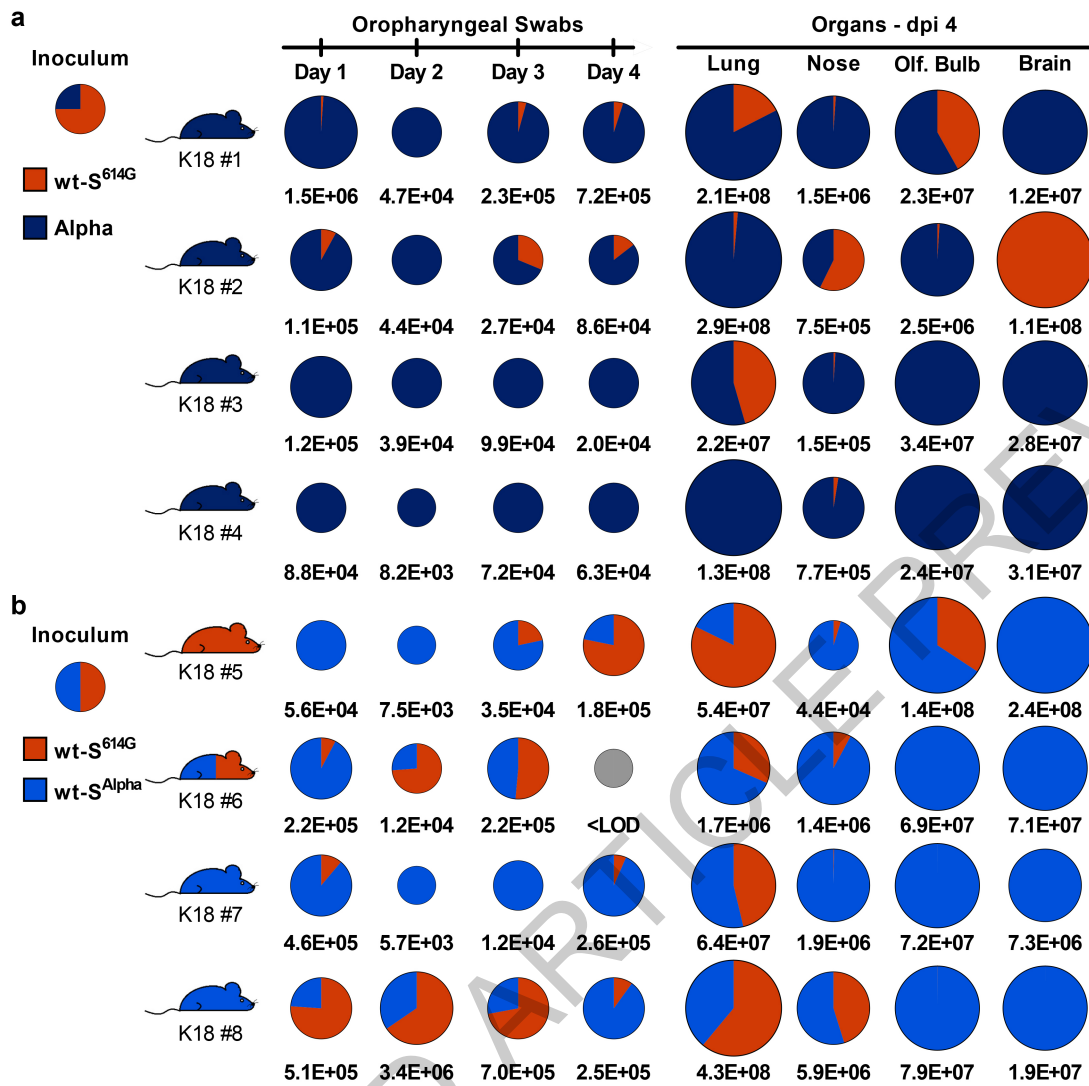 a
Oropharyngeal Swabs
Organs - dpi 4
Inoculum
Day 1 Day 2 Day 3 Day 4 Lung Nose Olf. Bulb Brain
K18 #1
wt-S614G
1.5E+06 4.7E+04 2.3E+05 7.2E+05 2.1E+08 1.5E+06 2.3E+07 1.2E+07
Alpha
K18 #2
1.1E+05 4.4E+04 2.7E+04 8.6E+04 2.9E+08 7.5E+05 2.5E+06 1.1E+08
K18 #3
1.2E+05 3.9E+04 9.9E+04 2.0E+04 2.2E+07 1.5E+05 3.4E+07 2.8E+07
K18 #4
8.8E+04 8.2E+03 7.2E+04 6.3E+04 1.3E+08 7.7E+05 2.4E+07 3.1E+07
b
Inoculum
K18 #5
5.6E+04 7.5E+03 3.5E+04 1.8E+05 5.4E+07 4.4E+04 1.4E+08 2.4E+08
wt-S614G
wt-SAlpha
K18 #6
2.2E+05 1.2E+04 2.2E+05 <LOD 1.7E+06 1.4E+06 6.9E+07 7.1E+07
K18 #7
4.6E+05 5.7E+03 1.2E+04 2.6E+05 6.4E+07 1.9E+06 7.2E+07 7.3E+06
K18 #8
5.1E+05 3.4E+06 7.0E+05 2.5E+05 4.3E+08 5.9E+06 7.9E+07 1.9E+07
D ARTICLE PREV